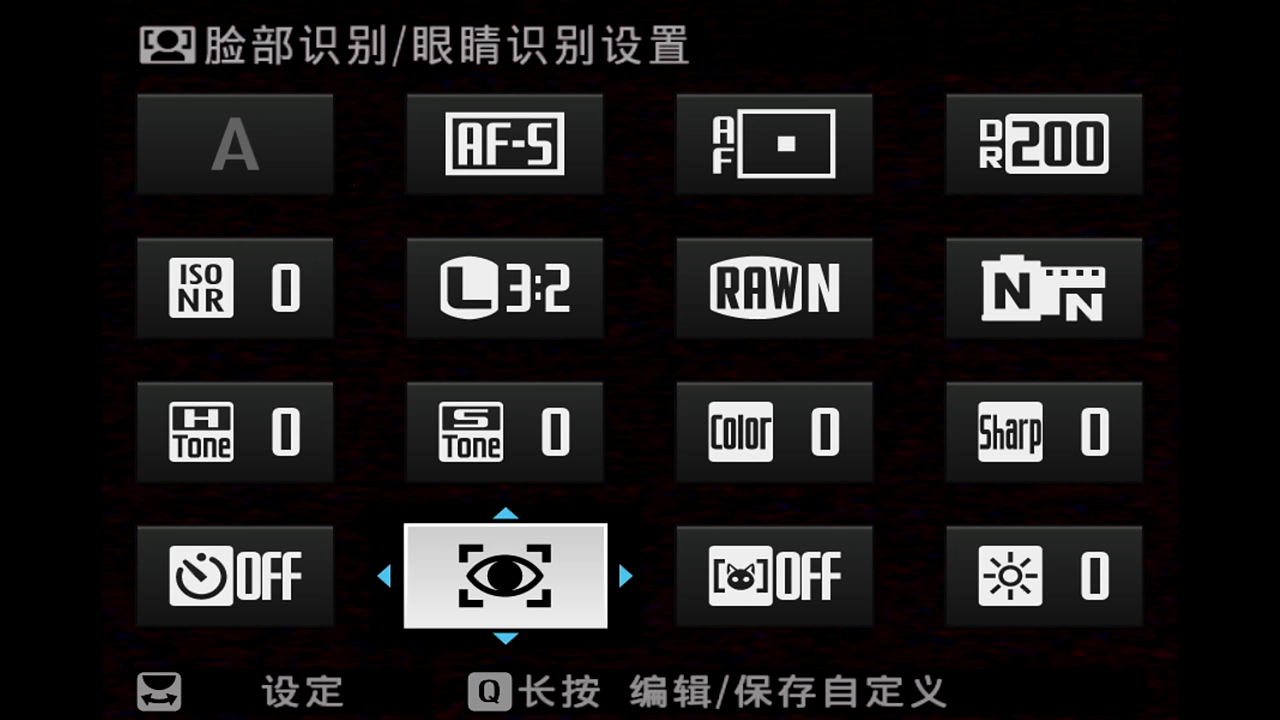 脸部识别/眼睛识别设置
A AF-S AF DR200
ISO NR 0 L 3:2 RAW N N N
H Tone 0 S Tone 0 Color 0 Sharp 0
OFF OFF 0
设定 Q 长按 编辑/保存自定义